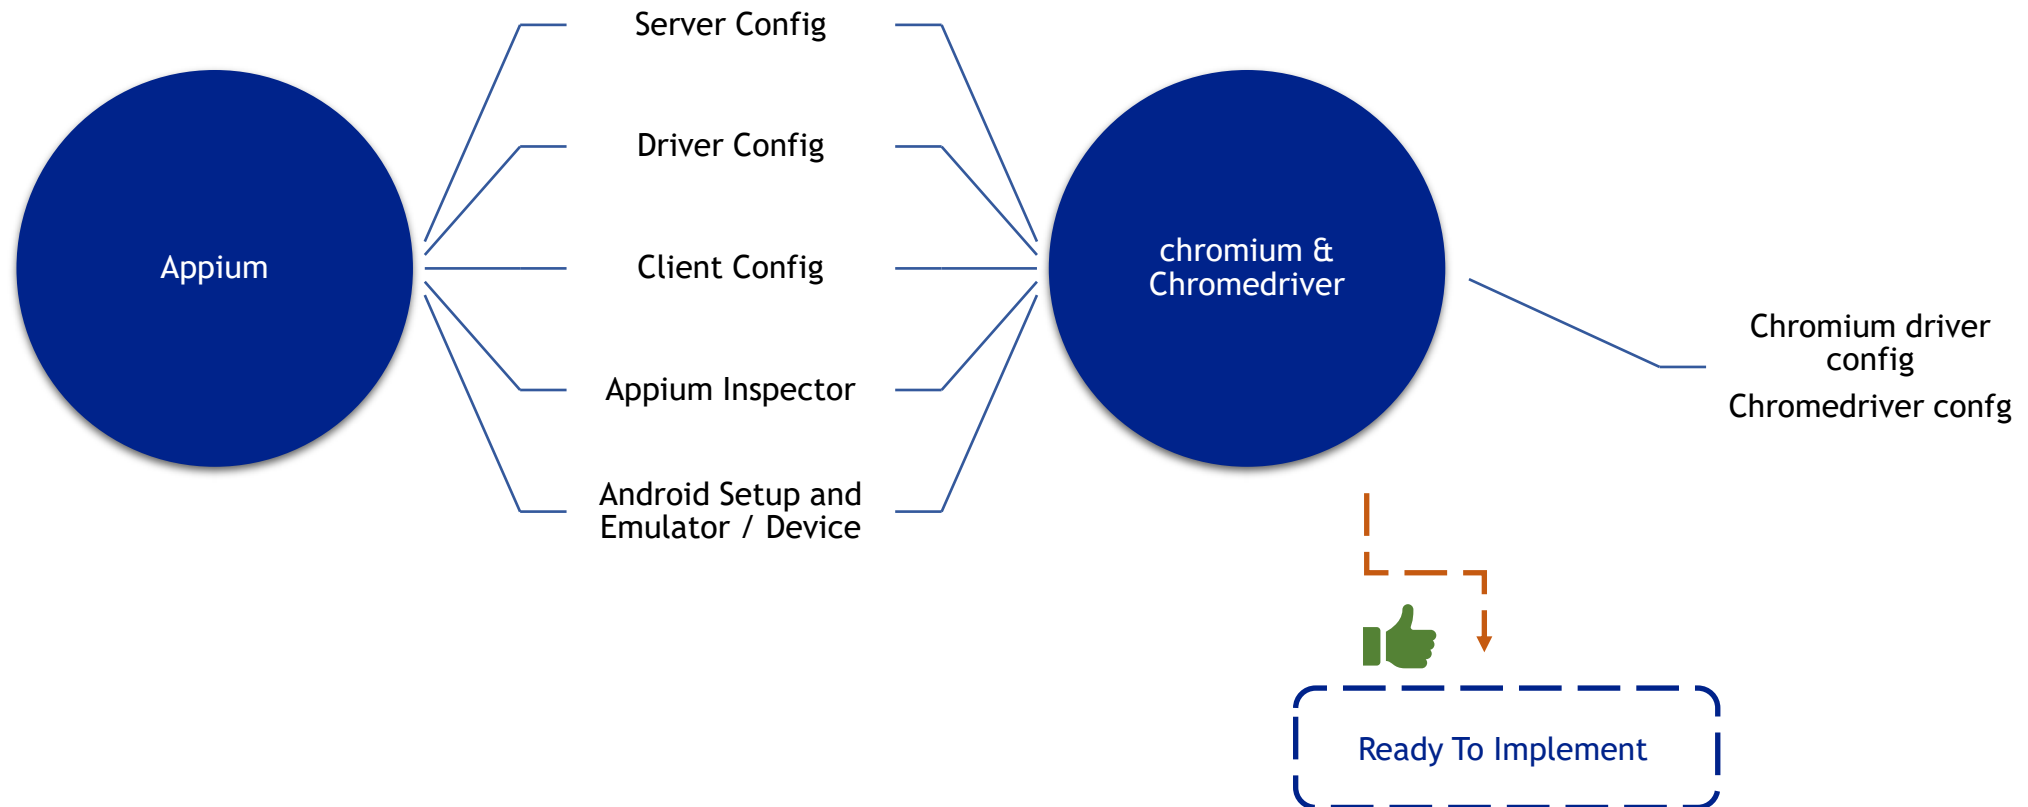 Appium
Server Config
Driver Config
Client Config
Appium Inspector
Android Setup and
Emulator / Device
chromium &
Chromedriver
Chromium driver
config
Chromedriver confg
Ready To Implement